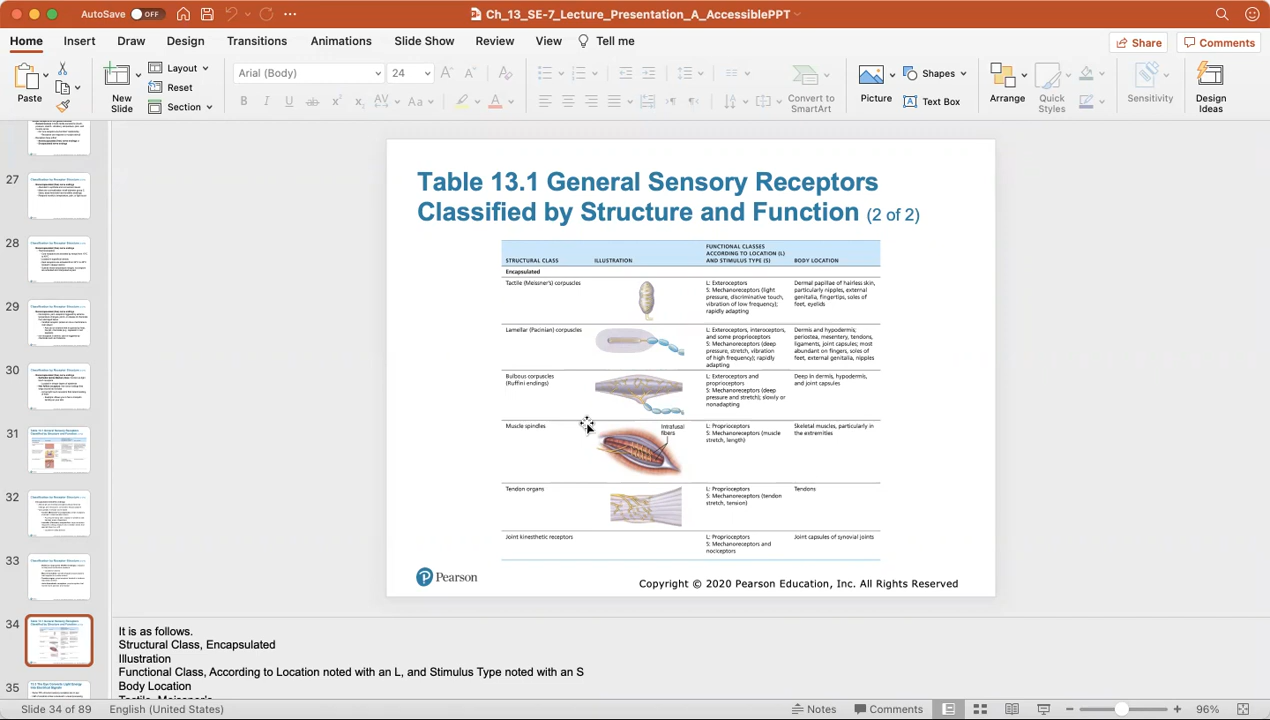 AutoSave OFF
Ch_13_SE-7_Lecture_Presentation_A_AccessiblePPT
Home Insert Draw Design Transitions Animations Slide Show Review View Tell me
Share Comments
Paste
New Slide
Layout
Reset
Section
Arial (Body) 24
Convert to SmartArt
Picture
Shapes
Text Box
Arrange
Quick Styles
Sensitivity
Design Ideas
27
28
29
30
31
32
33
34
35
Table 13.1 General Sensory Receptors
Classified by Structure and Function (2 of 2)
STRUCTURAL CLASS
ILLUSTRATION
FUNCTIONAL CLASSES
ACCORDING TO LOCATION (L)
AND STIMULUS TYPE (S)
BODY LOCATION
Encapsulated
Tactile (Meissner's) corpuscles
L: Exteroceptors
S: Mechanoreceptors (light
pressure, discriminative touch,
vibration of low frequency);
rapidly adapting
Dermal papillae of hairless skin,
particularly nipples, external
genitalia, fingertips, soles of
feet, eyelids
Lamellar (Pacinian) corpuscles
L: Exteroceptors, interoceptors,
and some proprioceptors
S: Mechanoreceptors (deep
pressure, stretch, vibration
of high frequency); rapidly
adapting
Dermis and hypodermis;
periostea, mesentery, tendons,
ligaments, joint capsules; most
abundant on fingers, soles of
feet, external genitalia, nipples
Bulbous corpuscles
(Ruffini endings)
L: Exteroceptors and
proprioceptors
S: Mechanoreceptors (deep
pressure and stretch); slowly or
nonadapting
Deep in dermis, hypodermis,
and joint capsules
Muscle spindles
Intrafusal
fibers
L: Proprioceptors
S: Mechanoreceptors (muscle
stretch, length)
Skeletal muscles, particularly in
the extremities
Tendon organs
L: Proprioceptors
S: Mechanoreceptors (tendon
stretch, tension)
Tendons
Joint kinesthetic receptors
L: Proprioceptors
S: Mechanoreceptors and
nociceptors
Joint capsules of synovial joints
Pearson
Copyright © 2020 Pearson Education, Inc. All Rights Reserved
It is as follows.
Structural Class, Encapsulated
Illustration
Functional Class, According to Location noted with an L, and Stimulus Type noted with an S
Body Location
Slide 34 of 89 English (United States) Notes Comments 96%